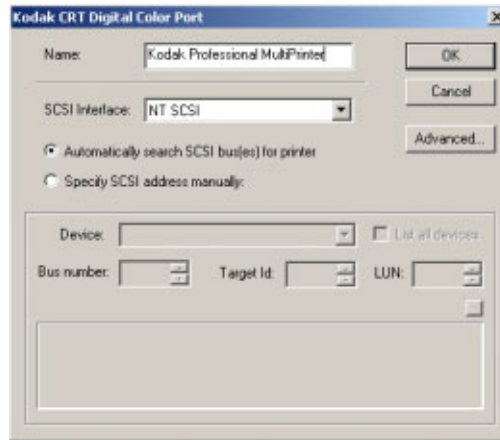 Kodak CRT Digital Color Port
Name: Kodak Professional MultiPrinter
OK
SCSI Interface: NT SCSI
Cancel
Automatically search SCSI bus(es) for printer
Advanced...
Specify SCSI address manually:
Device:
List all devices
Bus number: Target Id: LUN: